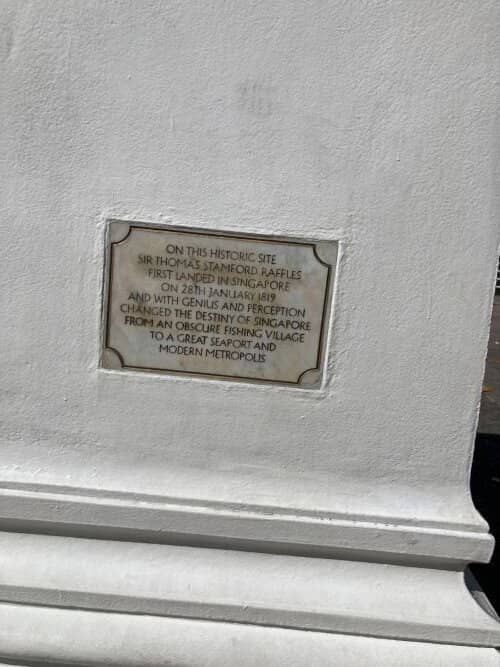 ON THIS HISTORIC SITE
SIR THOMAS STAMFORD RAFFLES
FIRST LANDED IN SINGAPORE
ON 28TH JANUARY 1819
AND WITH GENIUS AND PERCEPTION
CHANGED THE DESTINY OF SINGAPORE
FROM AN OBSCURE FISHING VILLAGE
TO A GREAT SEAPORT AND
MODERN METROPOLIS